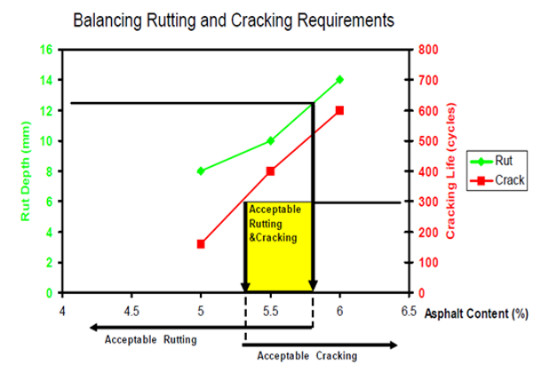 Balancing Rutting and Cracking Requirements
16
14
12
10
8
6
4
2
0
Rut Depth (mm)
800
700
600
500
400
300
200
100
0
Cracking Life (cycles)
Rut
Crack
Acceptable
Rutting
&Cracking
4 4.5 5 5.5 6 6.5 Asphalt Content (%)
Acceptable Rutting
Acceptable Cracking